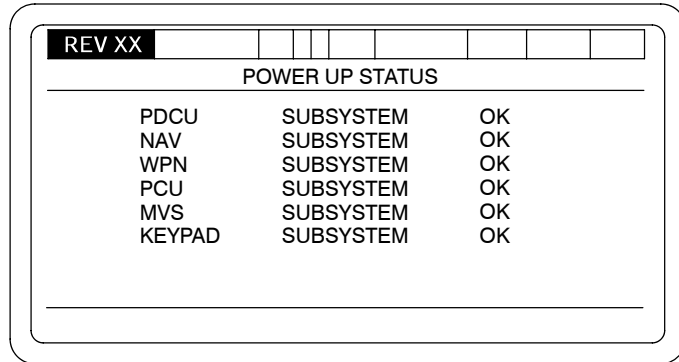 REV XX
POWER UP STATUS
PDCU SUBSYSTEM OK
NAV SUBSYSTEM OK
WPN SUBSYSTEM OK
PCU SUBSYSTEM OK
MVS SUBSYSTEM OK
KEYPAD SUBSYSTEM OK